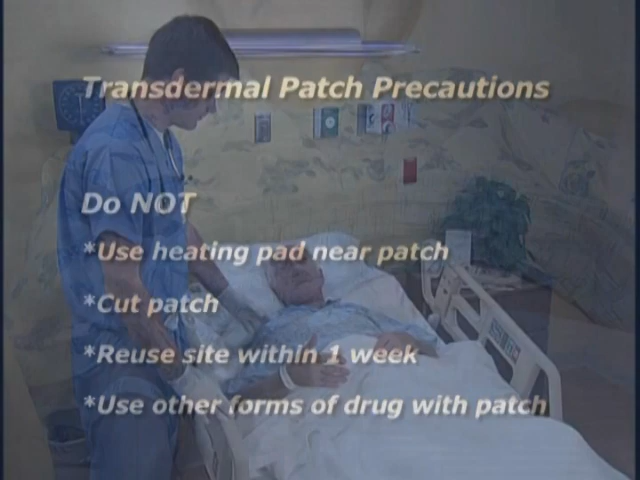 Transdermal Patch Precautions
Do NOT
*Use heating pad near patch
*Cut patch
*Reuse site within 1 week
*Use other forms of drug with patch